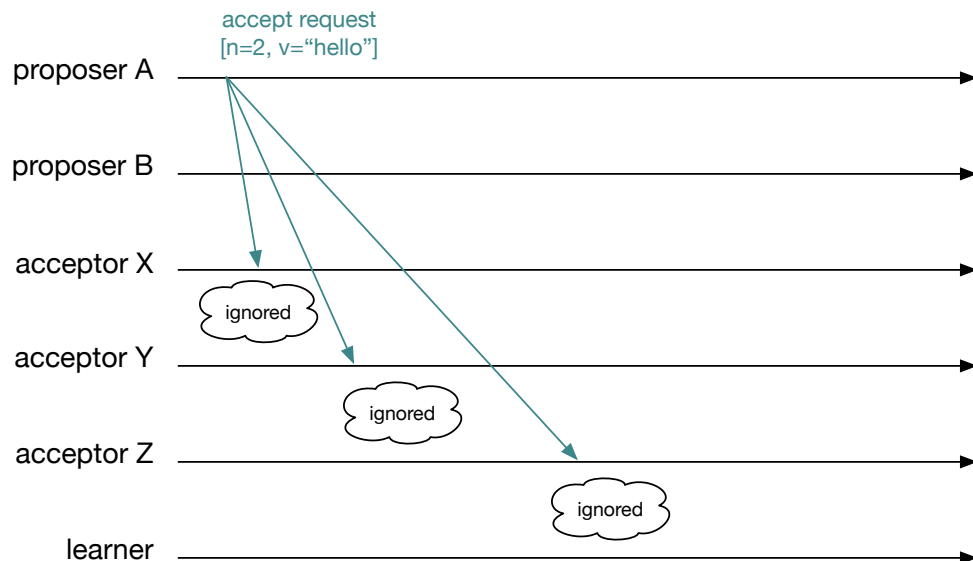 accept request
[n=2, v=“hello”]
proposer A
proposer B
acceptor X
ignored
acceptor Y
ignored
acceptor Z
ignored
learner